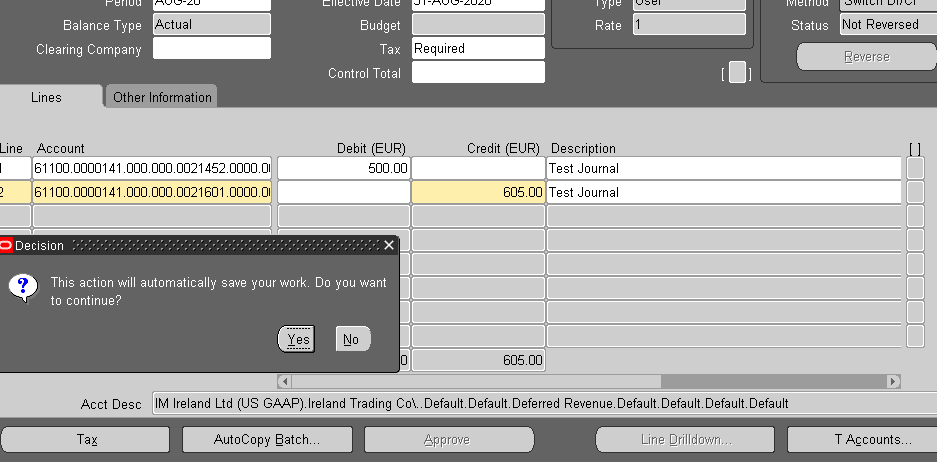 Period AUG-20 Effective Date 31-AUG-2020 Type User Method Switch Dr/Cr
Balance Type Actual Budget Rate 1 Status Not Reversed
Clearing Company Tax Required Reverse
Control Total [ ]
Lines Other Information
Line Account Debit (EUR) Credit (EUR) Description [ ]
1 61100.0000141.000.000.0021452.0000.0 500.00 Test Journal
2 61100.0000141.000.000.0021601.0000.0 605.00 Test Journal
Decision
This action will automatically save your work. Do you want
to continue?
Yes No
0 605.00
Acct Desc IM Ireland Ltd (US GAAP).Ireland Trading Co\..Default.Default.Deferred Revenue.Default.Default.Default.Default
Tax AutoCopy Batch... Approve Line Drilldown... T Accounts...